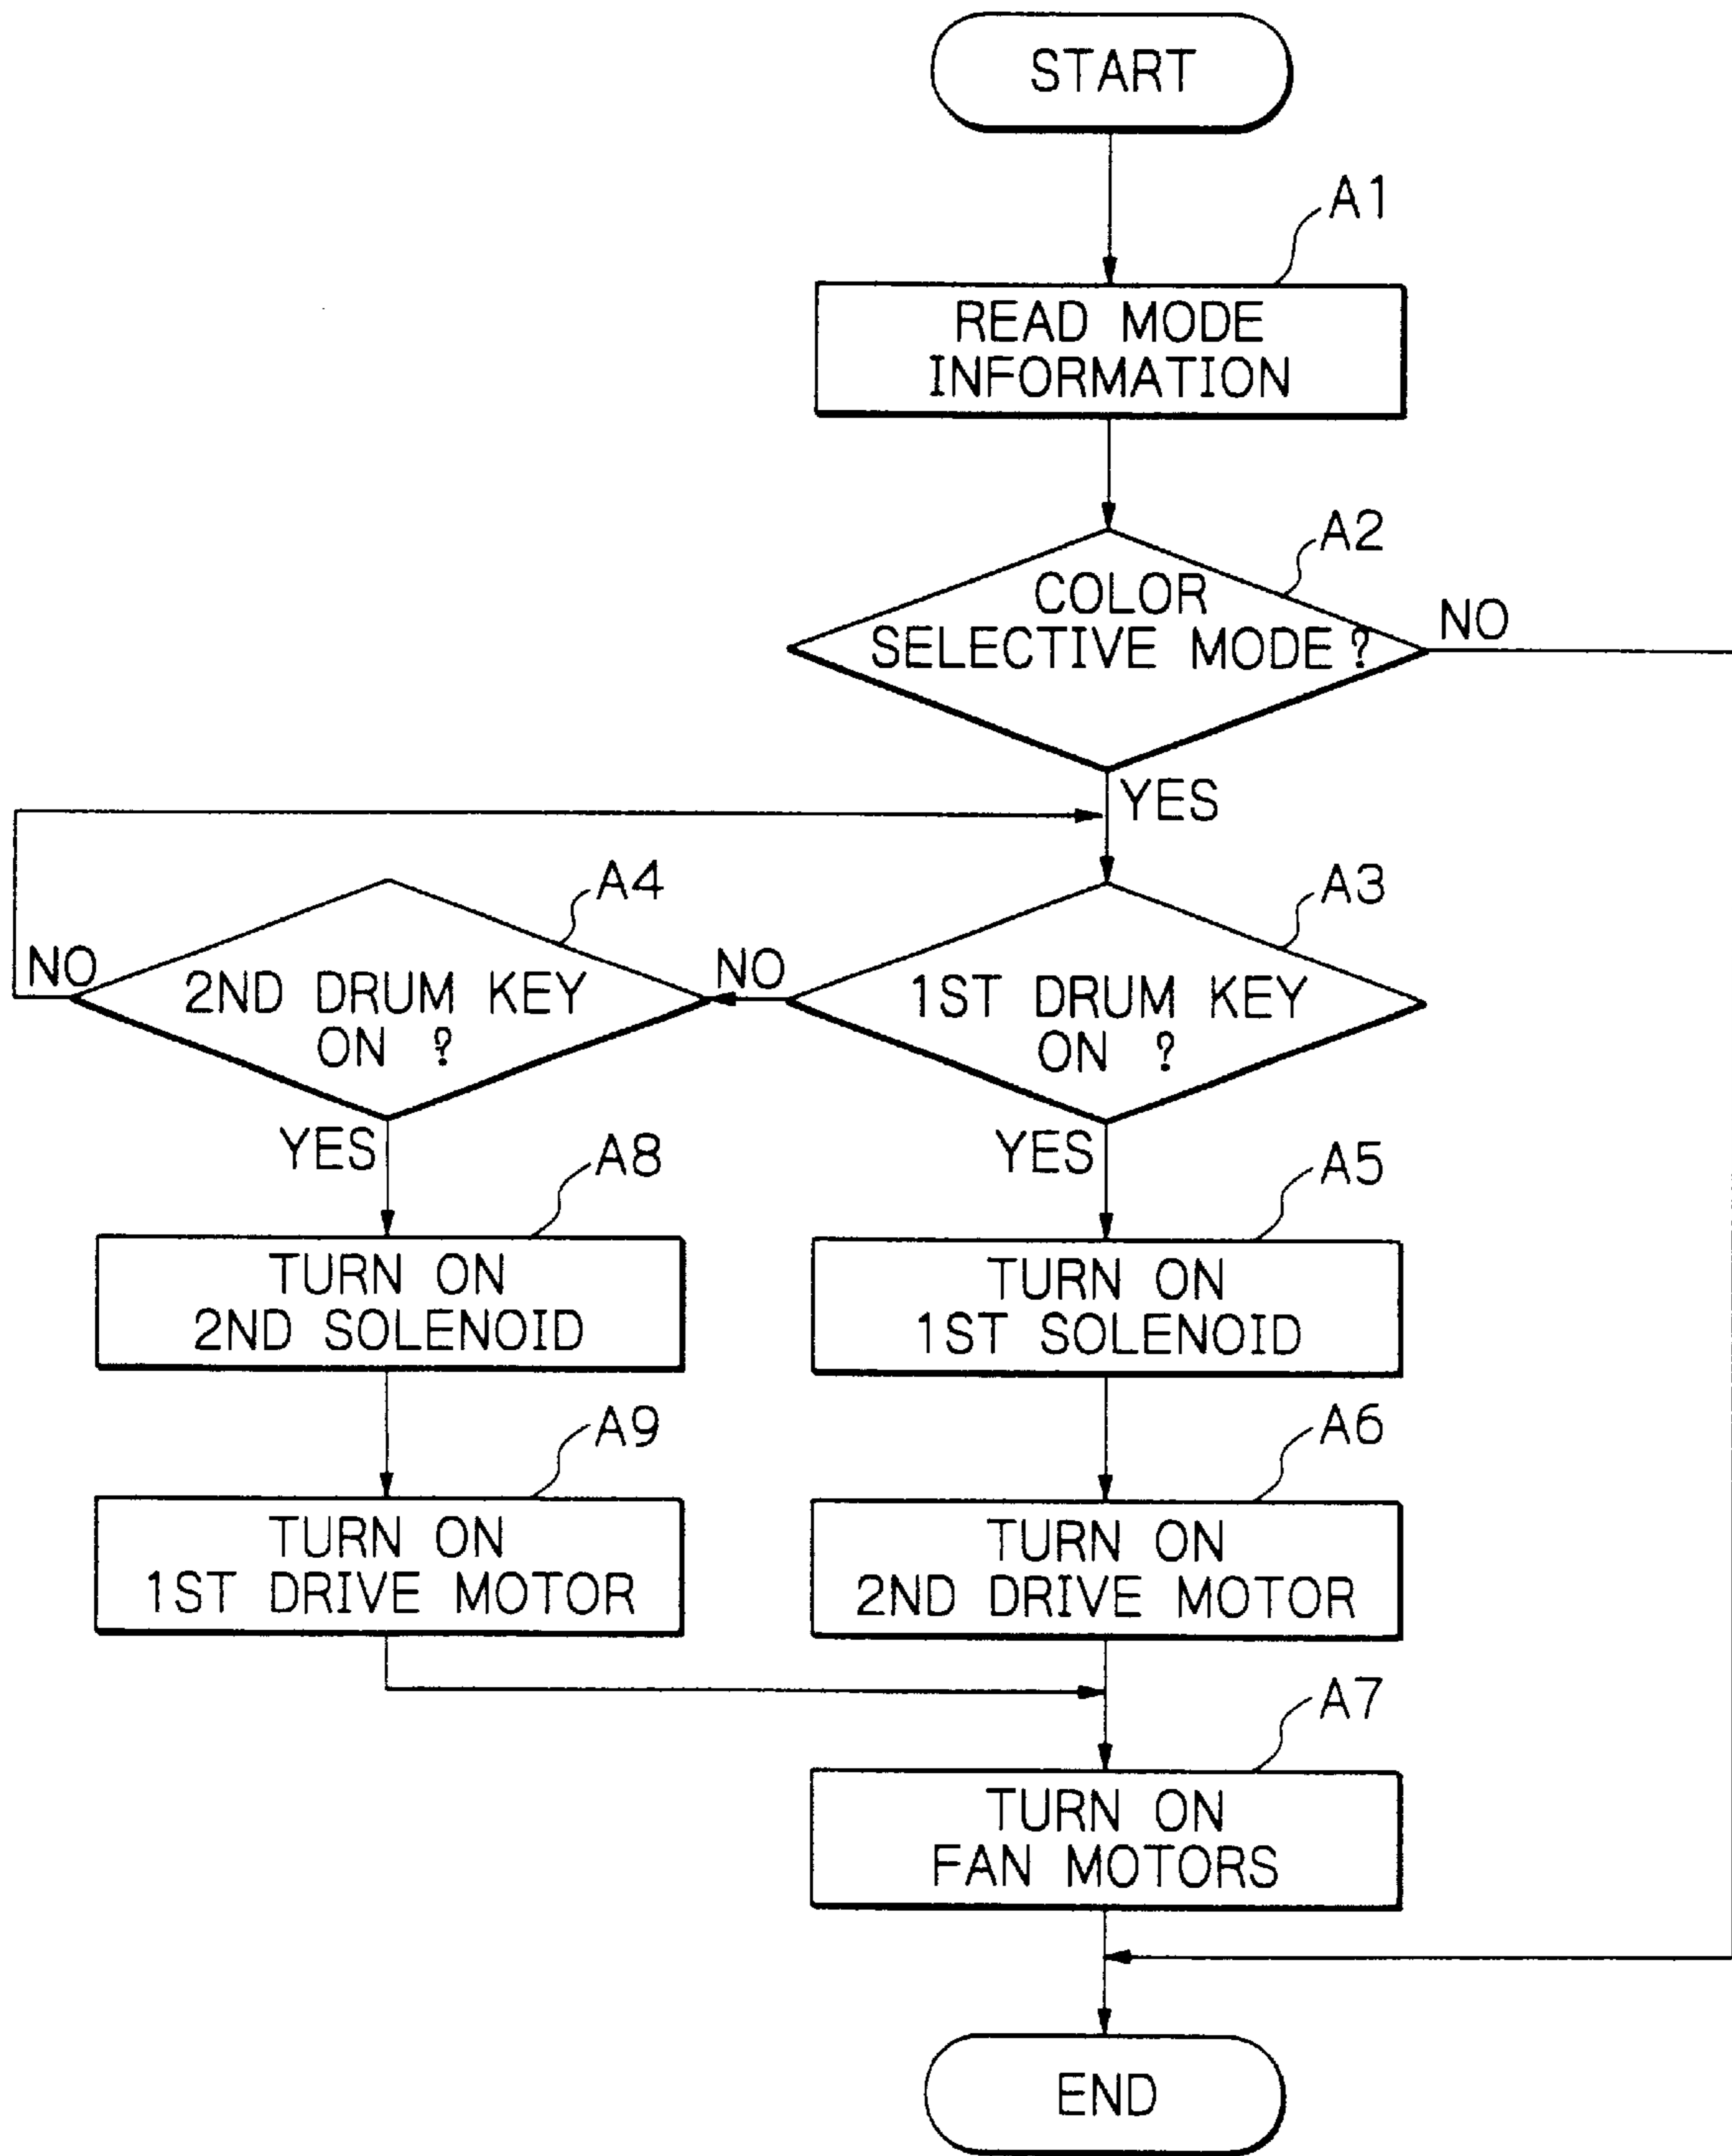 START
A1
READ MODE
INFORMATION
A2
COLOR
SELECTIVE MODE ?
NO
YES
A4
A3
NO
2ND DRUM KEY
ON ?
NO
1ST DRUM KEY
ON ?
YES
A8
YES
A5
TURN ON
2ND SOLENOID
TURN ON
1ST SOLENOID
A9
A6
TURN ON
1ST DRIVE MOTOR
TURN ON
2ND DRIVE MOTOR
A7
TURN ON
FAN MOTORS
END